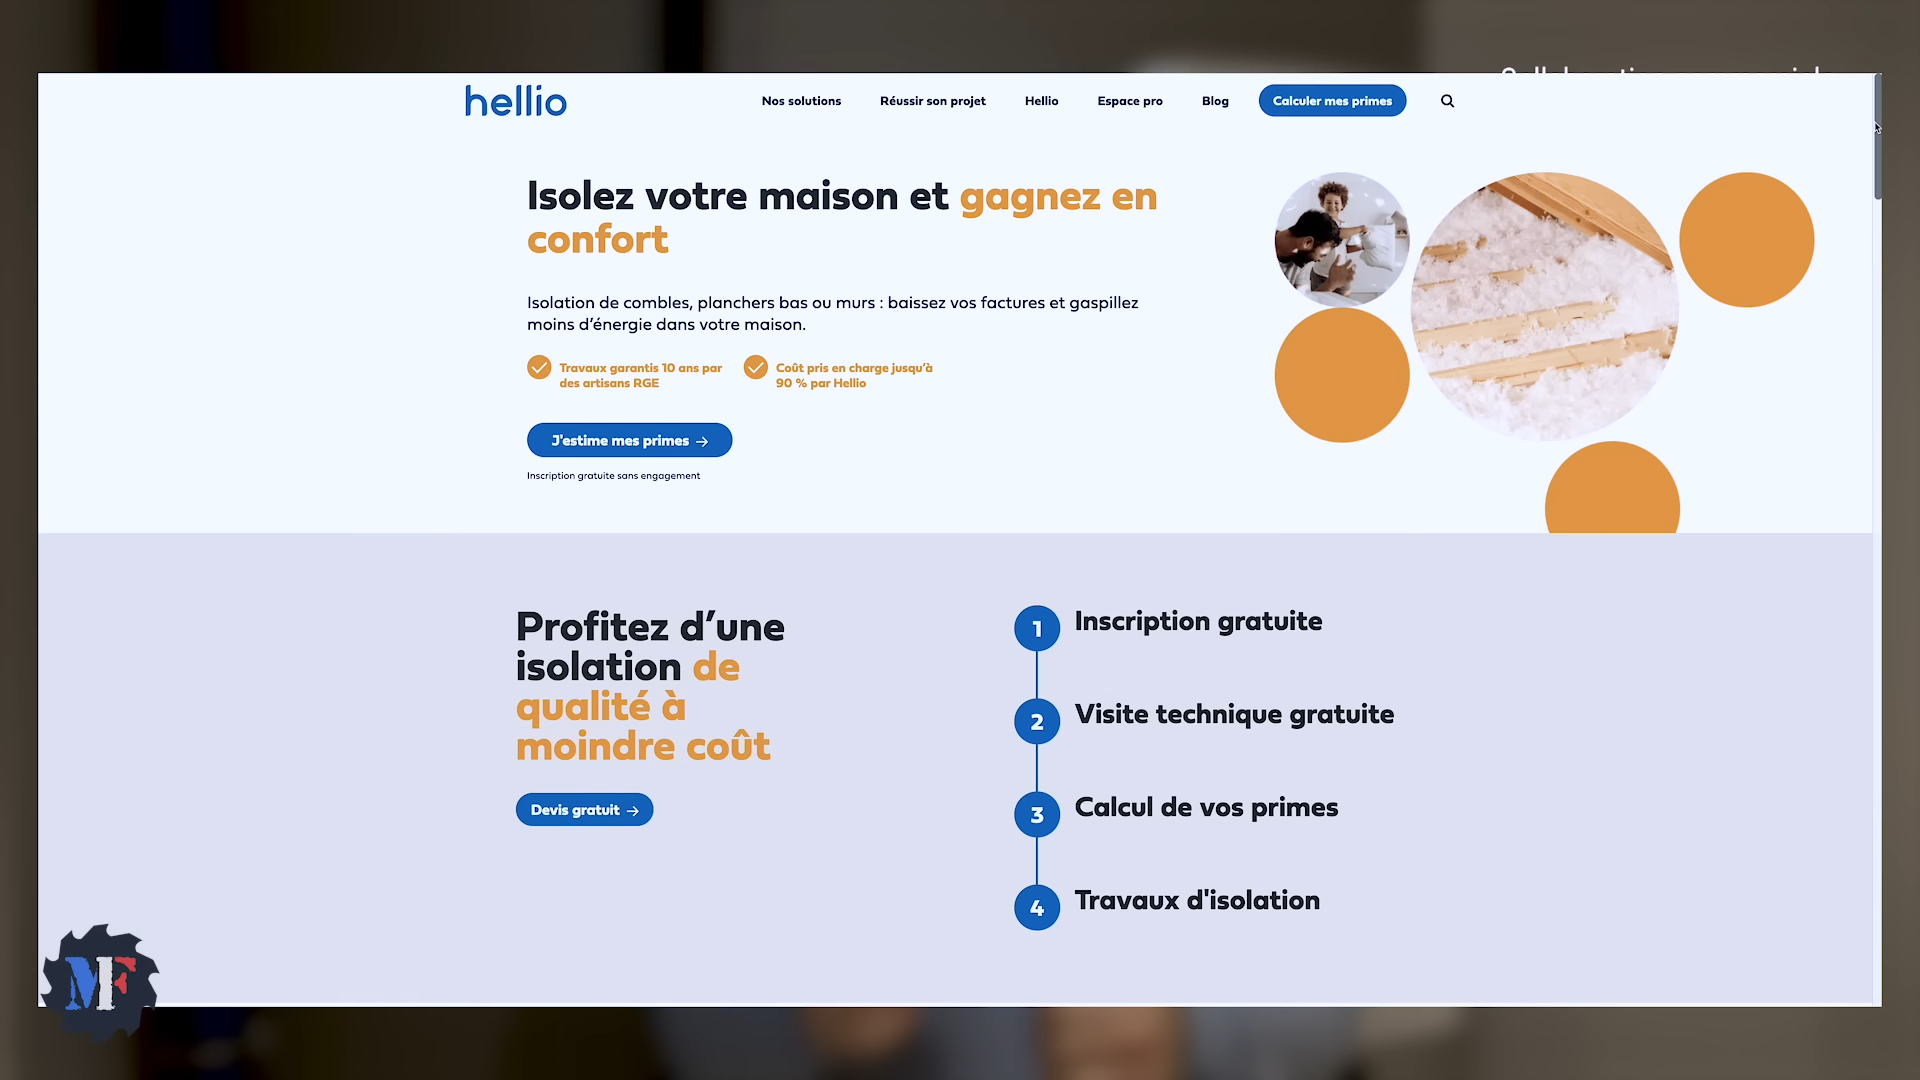 hellio
Nos solutions
Réussir son projet
Hellio
Espace pro
Blog
Calculer mes primes
Isolez votre maison et gagnez en
confort
Isolation de combles, planchers bas ou murs : baissez vos factures et gaspillez
moins d’énergie dans votre maison.
Travaux garantis 10 ans par
des artisans RGE
Coût pris en charge jusqu’à
90 % par Hellio
J'estime mes primes →
Inscription gratuite sans engagement
Profitez d’une
isolation de
qualité à
moindre coût
Devis gratuit →
1 Inscription gratuite
2 Visite technique gratuite
3 Calcul de vos primes
4 Travaux d'isolation
MF